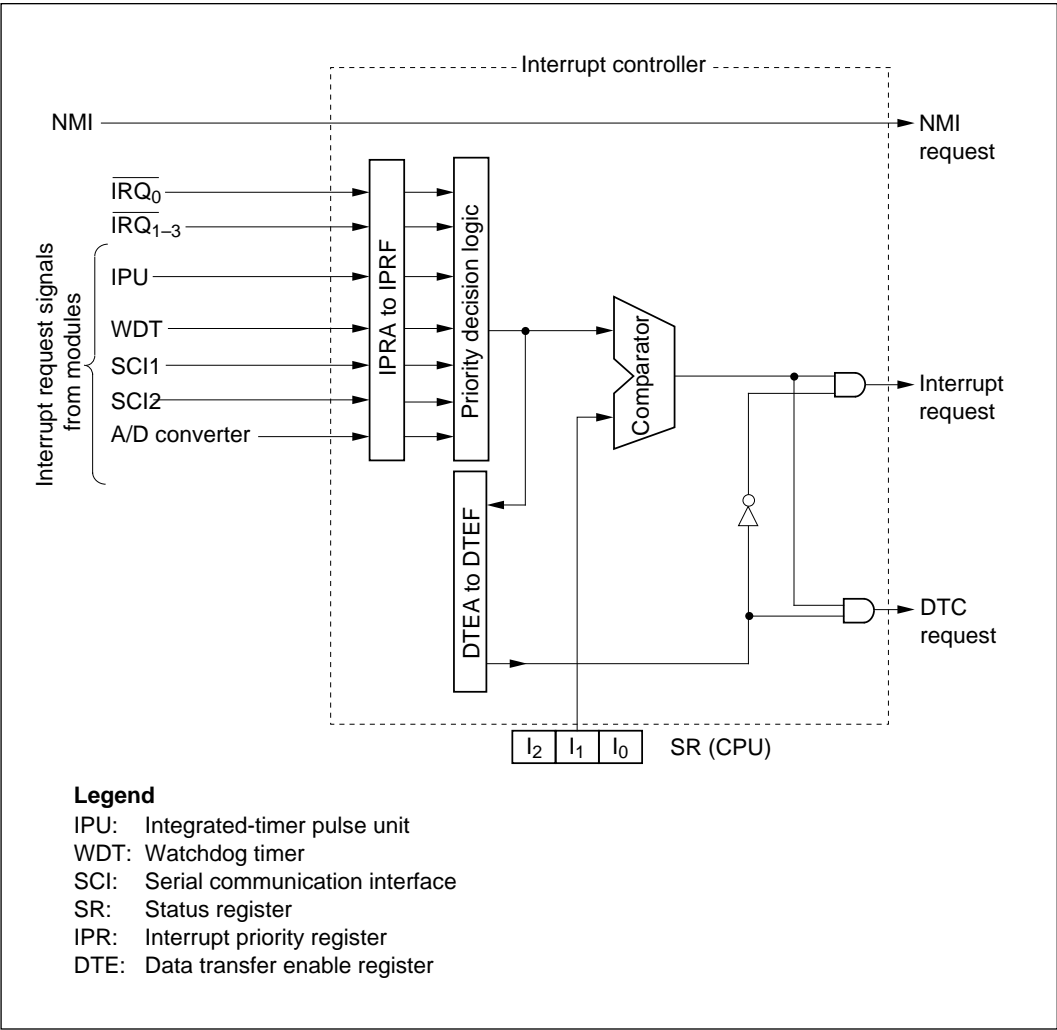 Interrupt controller
NMI
NMI
request
IRQ0
IRQ1–3
IPU
WDT
SCI1
SCI2
A/D converter
Interrupt request signals
from modules
IPRA to IPRF
Priority decision logic
Comparator
Interrupt
request
DTEA to DTEF
DTC
request
I2 I1 I0 SR (CPU)
Legend
IPU: Integrated-timer pulse unit
WDT: Watchdog timer
SCI: Serial communication interface
SR: Status register
IPR: Interrupt priority register
DTE: Data transfer enable register